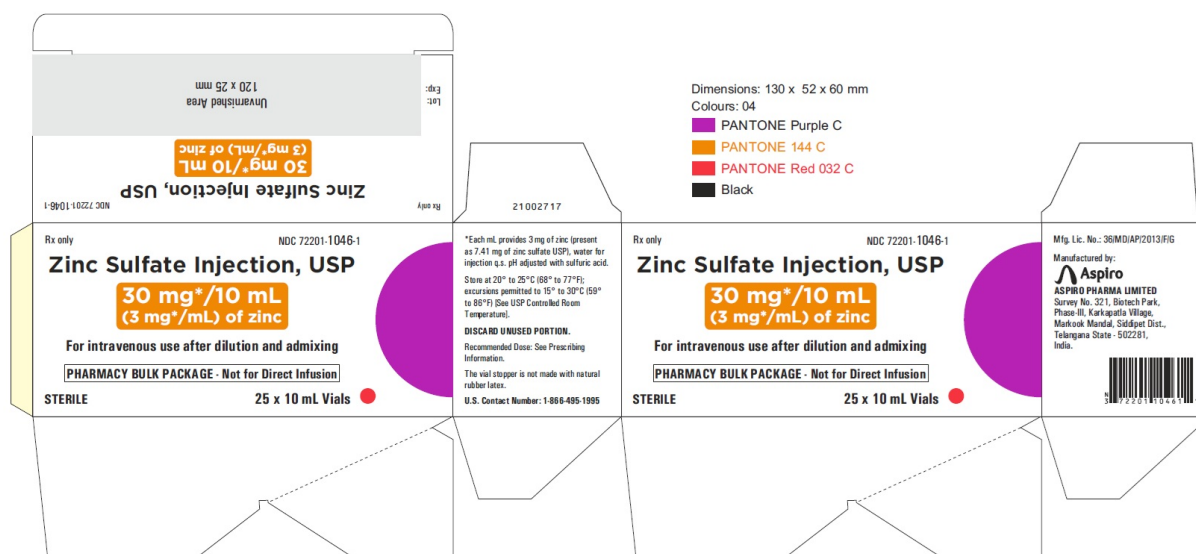 Unvarnished Area
120 x 25 mm
Lot:
Exp:
30 mg*/10 mL
(3 mg*/mL) of zinc
Zinc Sulfate Injection, USP
Rx only
NDC 72201-1046-1
Dimensions: 130 x 52 x 60 mm
Colours: 04
PANTONE Purple C
PANTONE 144 C
PANTONE Red 032 C
Black
21002717
Rx only
NDC 72201-1046-1
Zinc Sulfate Injection, USP
30 mg*/10 mL
(3 mg*/mL) of zinc
For intravenous use after dilution and admixing
PHARMACY BULK PACKAGE - Not for Direct Infusion
STERILE
25 x 10 mL Vials
*Each mL provides 3 mg of zinc (present
as 7.41 mg of zinc sulfate USP), water for
injection q.s. pH adjusted with sulfuric acid.
Store at 20° to 25°C (68° to 77°F);
excursions permitted to 15° to 30°C (59°
to 86°F) [See USP Controlled Room
Temperature].
DISCARD UNUSED PORTION.
Recommended Dose: See Prescribing
Information.
The vial stopper is not made with natural
rubber latex.
U.S. Contact Number: 1-866-495-1995
Rx only
NDC 72201-1046-1
Zinc Sulfate Injection, USP
30 mg*/10 mL
(3 mg*/mL) of zinc
For intravenous use after dilution and admixing
PHARMACY BULK PACKAGE - Not for Direct Infusion
STERILE
25 x 10 mL Vials
Mfg. Lic. No.: 36/MD/AP/2013/F/G
Manufactured by:
Aspiro
ASPIRO PHARMA LIMITED
Survey No. 321, Biotech Park,
Phase-III, Karkapatla Village,
Markook Mandal, Siddipet Dist.,
Telangana State - 502281,
India.
N
3 72201 10461